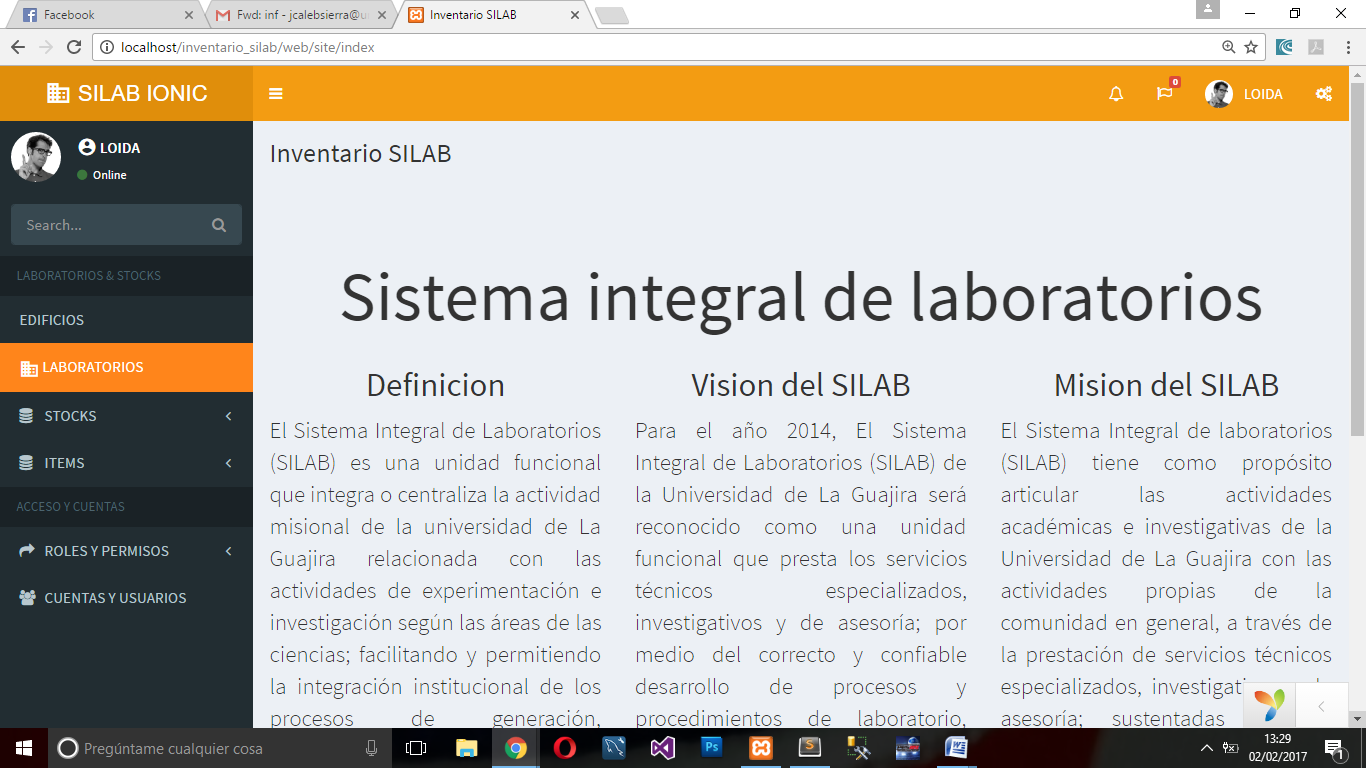 Facebook
Fwd: inf - jcalebsierra@u
Inventario SILAB
localhost/inventario_silab/web/site/index
SILAB IONIC
0
LOIDA
LOIDA
Online
Search...
LABORATORIOS & STOCKS
EDIFICIOS
LABORATORIOS
STOCKS
ITEMS
ACCESO Y CUENTAS
ROLES Y PERMISOS
CUENTAS Y USUARIOS
Inventario SILAB
Sistema integral de laboratorios
Definicion
El Sistema Integral de Laboratorios
(SILAB) es una unidad funcional
que integra o centraliza la actividad
misional de la universidad de La
Guajira relacionada con las
actividades de experimentación e
investigación según las áreas de las
ciencias; facilitando y permitiendo
la integración institucional de los
procesos de generación,
Vision del SILAB
Para el año 2014, El Sistema
Integral de Laboratorios (SILAB) de
la Universidad de La Guajira será
reconocido como una unidad
funcional que presta los servicios
técnicos especializados,
investigativos y de asesoría; por
medio del correcto y confiable
desarrollo de procesos y
procedimientos de laboratorio,
Mision del SILAB
El Sistema Integral de laboratorios
(SILAB) tiene como propósito
articular las actividades
académicas e investigativas de la
Universidad de La Guajira con las
actividades propias de la
comunidad en general, a través de
la prestación de servicios técnicos
especializados, investigati
asesoría; sustentadas
Pregúntame cualquier cosa
Ps
13:29
02/02/2017
1